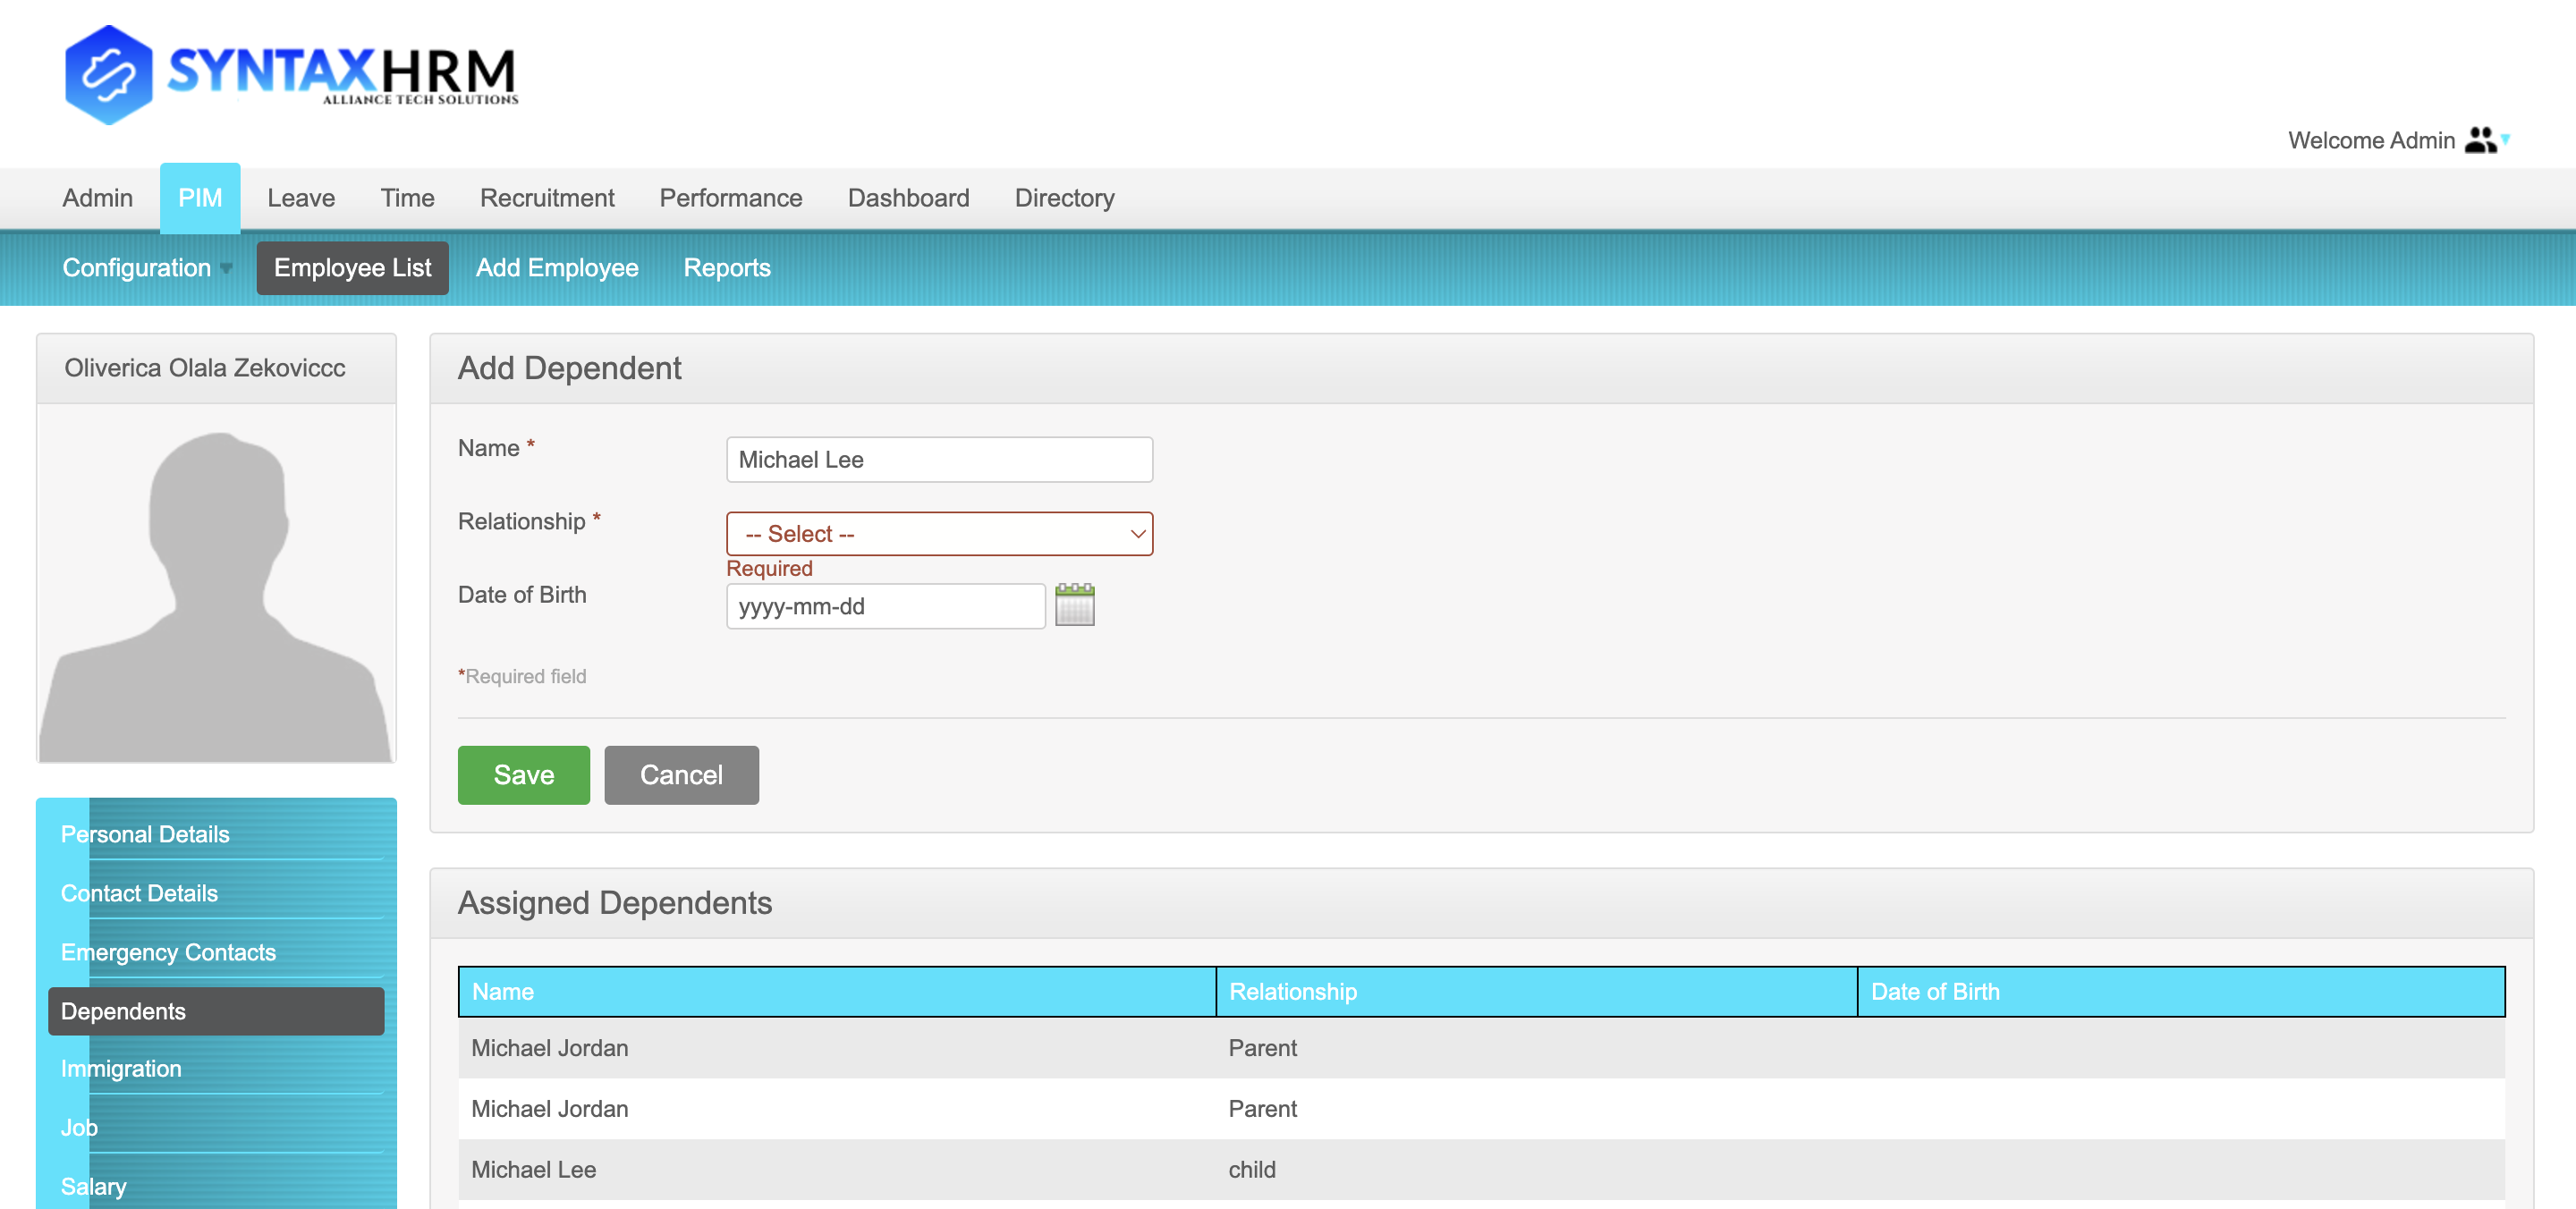 SYNTAXHRM
ALLIANCE TECH SOLUTIONS
Welcome Admin
Admin PIM Leave Time Recruitment Performance Dashboard Directory
Configuration Employee List Add Employee Reports
Oliverica Olala Zekoviccc
Add Dependent
Name *
Michael Lee
Relationship *
-- Select --
Required
Date of Birth
yyyy-mm-dd
*Required field
Save Cancel
Personal Details
Contact Details
Emergency Contacts
Dependents
Immigration
Job
Salary
Assigned Dependents
Name Relationship Date of Birth
Michael Jordan Parent
Michael Jordan Parent
Michael Lee child